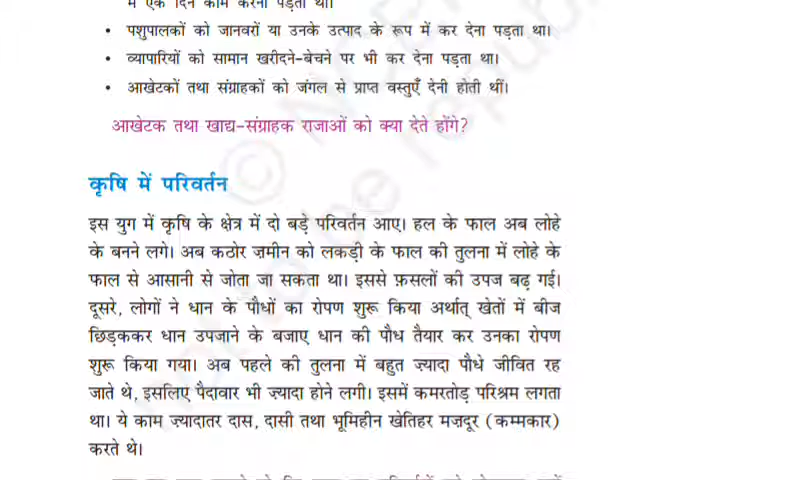 में एक दिन काम करना पड़ता था।
• पशुपालकों को जानवरों या उनके उत्पाद के रूप में कर देना पड़ता था।
• व्यापारियों को सामान खरीदने-बेचने पर भी कर देना पड़ता था।
• आखेटकों तथा संग्राहकों को जंगल से प्राप्त वस्तुएँ देनी होती थीं।
आखेटक तथा खाद्य-संग्राहक राजाओं को क्या देते होंगे?
कृषि में परिवर्तन
इस युग में कृषि के क्षेत्र में दो बड़े परिवर्तन आए। हल के फाल अब लोहे
के बनने लगे। अब कठोर ज़मीन को लकड़ी के फाल की तुलना में लोहे के
फाल से आसानी से जोता जा सकता था। इससे फ़सलों की उपज बढ़ गई।
दूसरे, लोगों ने धान के पौधों का रोपण शुरू किया अर्थात् खेतों में बीज
छिड़ककर धान उपजाने के बजाए धान की पौध तैयार कर उनका रोपण
शुरू किया गया। अब पहले की तुलना में बहुत ज़्यादा पौधे जीवित रह
जाते थे, इसलिए पैदावार भी ज़्यादा होने लगी। इसमें कमरतोड़ परिश्रम लगता
था। ये काम ज़्यादातर दास, दासी तथा भूमिहीन खेतिहर मज़दूर (कम्मकार)
करते थे।